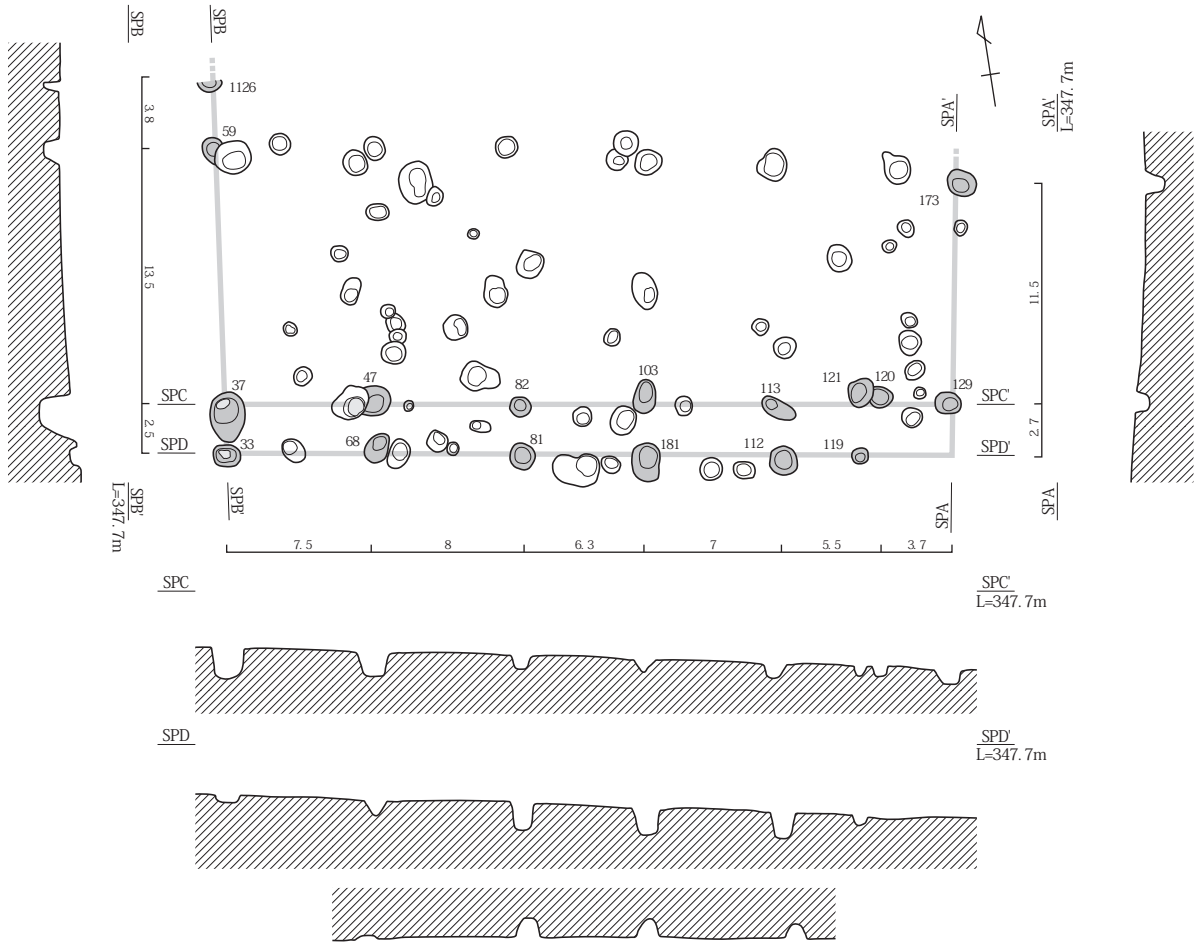 SPB
SPB
SPA'
SPA'
L=347.7m
1126
3.8
59
173
13.5
11.5
SPC
37
47
82
103
113
121
120
129
SPC'
2.5
2.7
SPD
33
68
81
181
112
119
SPD'
SPB'
L=347.7m
SPB'
SPA
SPA
7.5
8
6.3
7
5.5
3.7
SPC
SPC'
L=347.7m
SPD
SPD'
L=347.7m